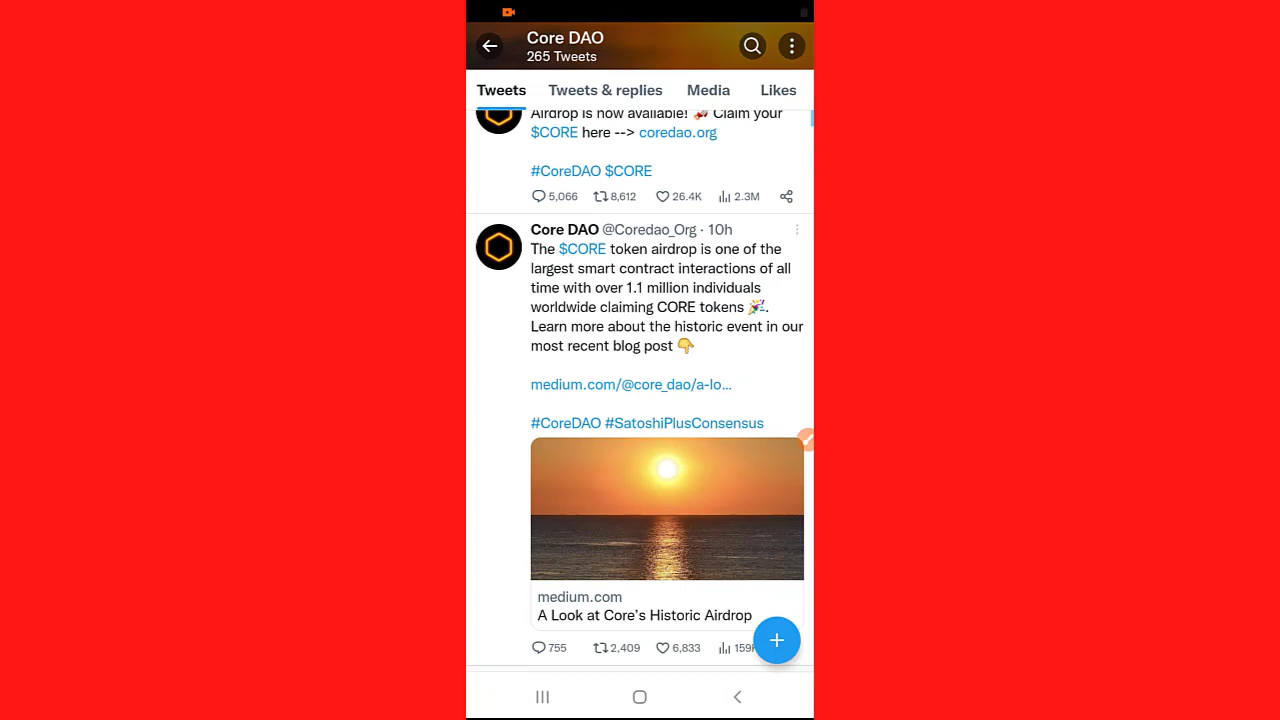 Core DAO
265 Tweets
Tweets
Tweets & replies
Media
Likes
Airdrop is now available! 🚀 Claim your
$CORE here --> coredao.org
#CoreDAO $CORE
5,066
8,612
26.4K
2.3M
Core DAO @Coredao_Org · 10h
The $CORE token airdrop is one of the
largest smart contract interactions of all
time with over 1.1 million individuals
worldwide claiming CORE tokens 🎉.
Learn more about the historic event in our
most recent blog post 👇
medium.com/@core_dao/a-lo...
#CoreDAO #SatoshiPlusConsensus
medium.com
A Look at Core's Historic Airdrop
755
2,409
6,833
159